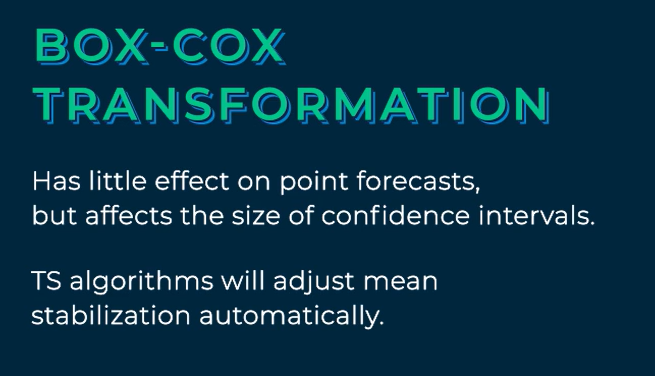 BOX-COX
TRANSFORMATION
Has little effect on point forecasts,
but affects the size of confidence intervals.
TS algorithms will adjust mean
stabilization automatically.